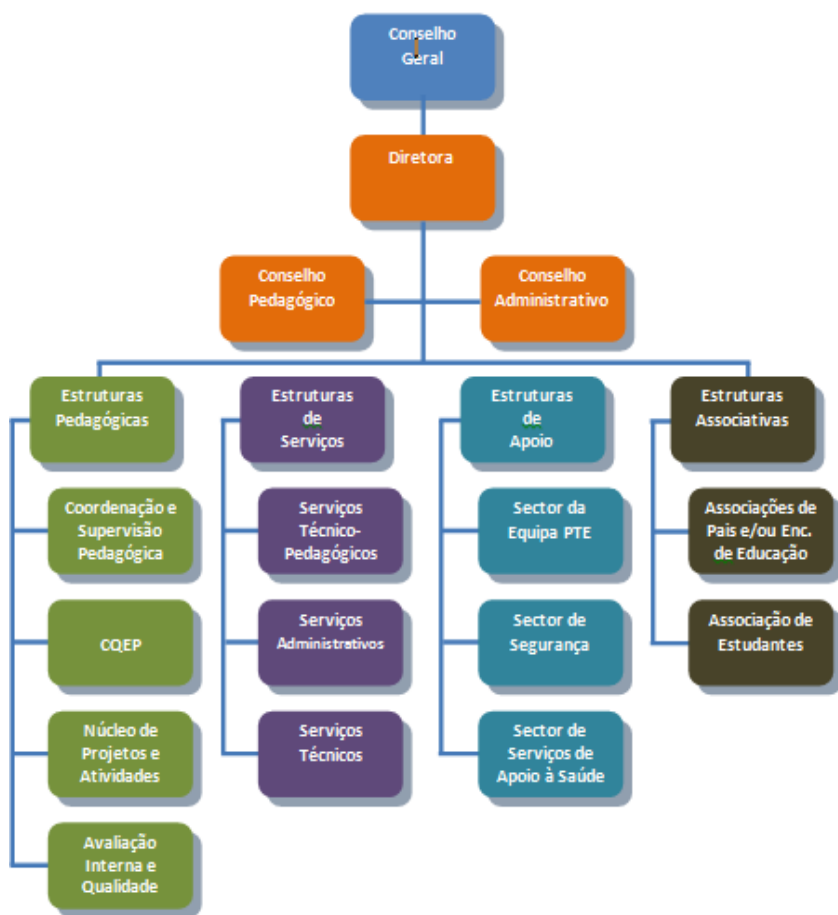 Conselho
Geral
Diretora
Conselho
Pedagógico
Conselho
Administrativo
Estruturas
Pedagógicas
Estruturas
de
Serviços
Estruturas
de
Apoio
Estruturas
Associativas
Coordenação e
Supervisão
Pedagógica
Serviços
Técnico-
Pedagógicos
Sector da
Equipa PTE
Associações de
Pais e/ou Enc.
de Educação
CQEP
Serviços
Administrativos
Sector de
Segurança
Associação de
Estudantes
Núcleo de
Projetos e
Atividades
Serviços
Técnicos
Sector de
Serviços de
Apoio à Saúde
Avaliação
Interna e
Qualidade